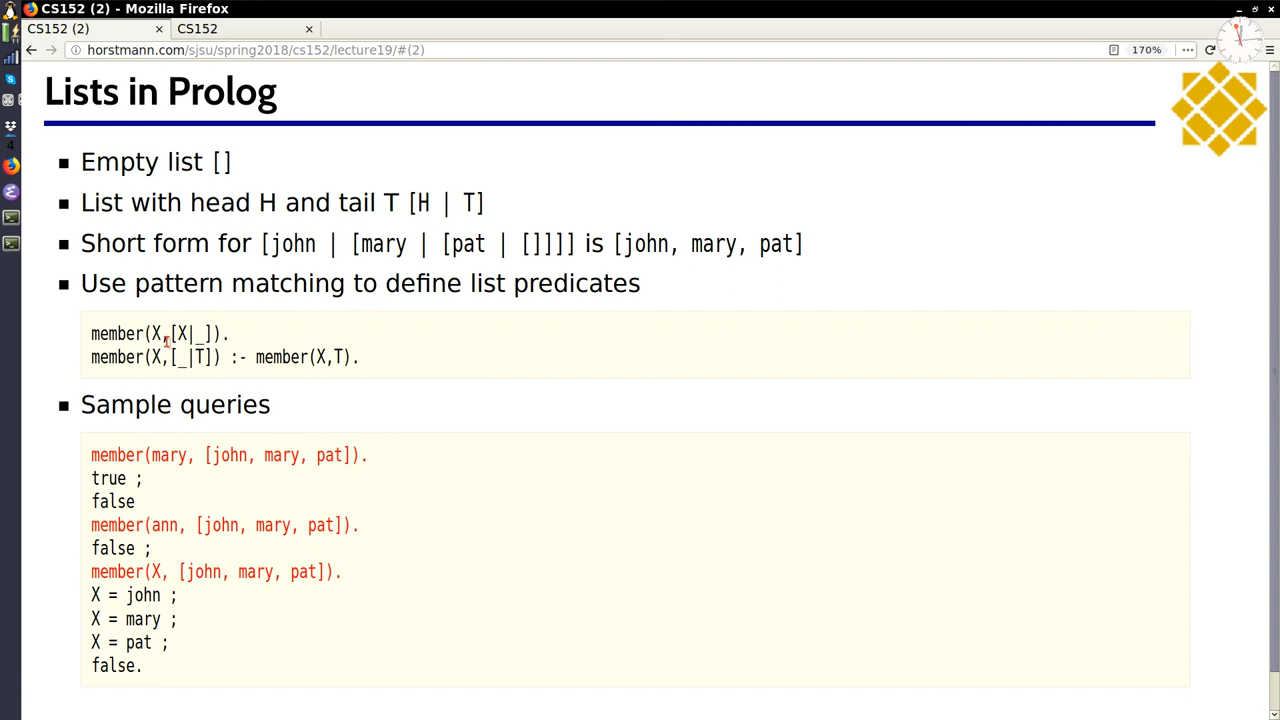 CS152 (2) - Mozilla Firefox
CS152 (2) × CS152 ×
horstmann.com/sjsu/spring2018/cs152/lecture19/#(2) 170%
Lists in Prolog
Empty list []
List with head H and tail T [H | T]
Short form for [john | [mary | [pat | []]]] is [john, mary, pat]
Use pattern matching to define list predicates
member(X,[X|_]).
member(X,[_|T]) :- member(X,T).
Sample queries
member(mary, [john, mary, pat]).
true ;
false
member(ann, [john, mary, pat]).
false ;
member(X, [john, mary, pat]).
X = john ;
X = mary ;
X = pat ;
false.
4